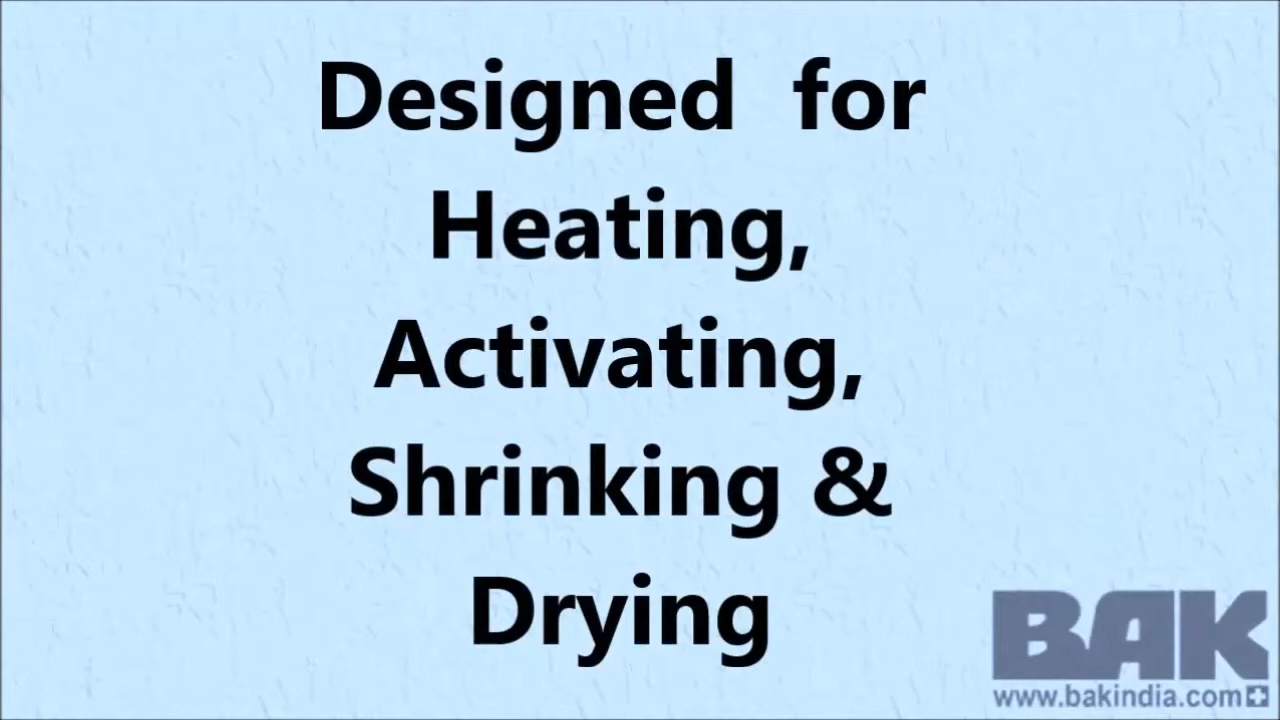 Designed  for
Heating,
Activating,
Shrinking &
Drying
BAK
www.bakindia.com